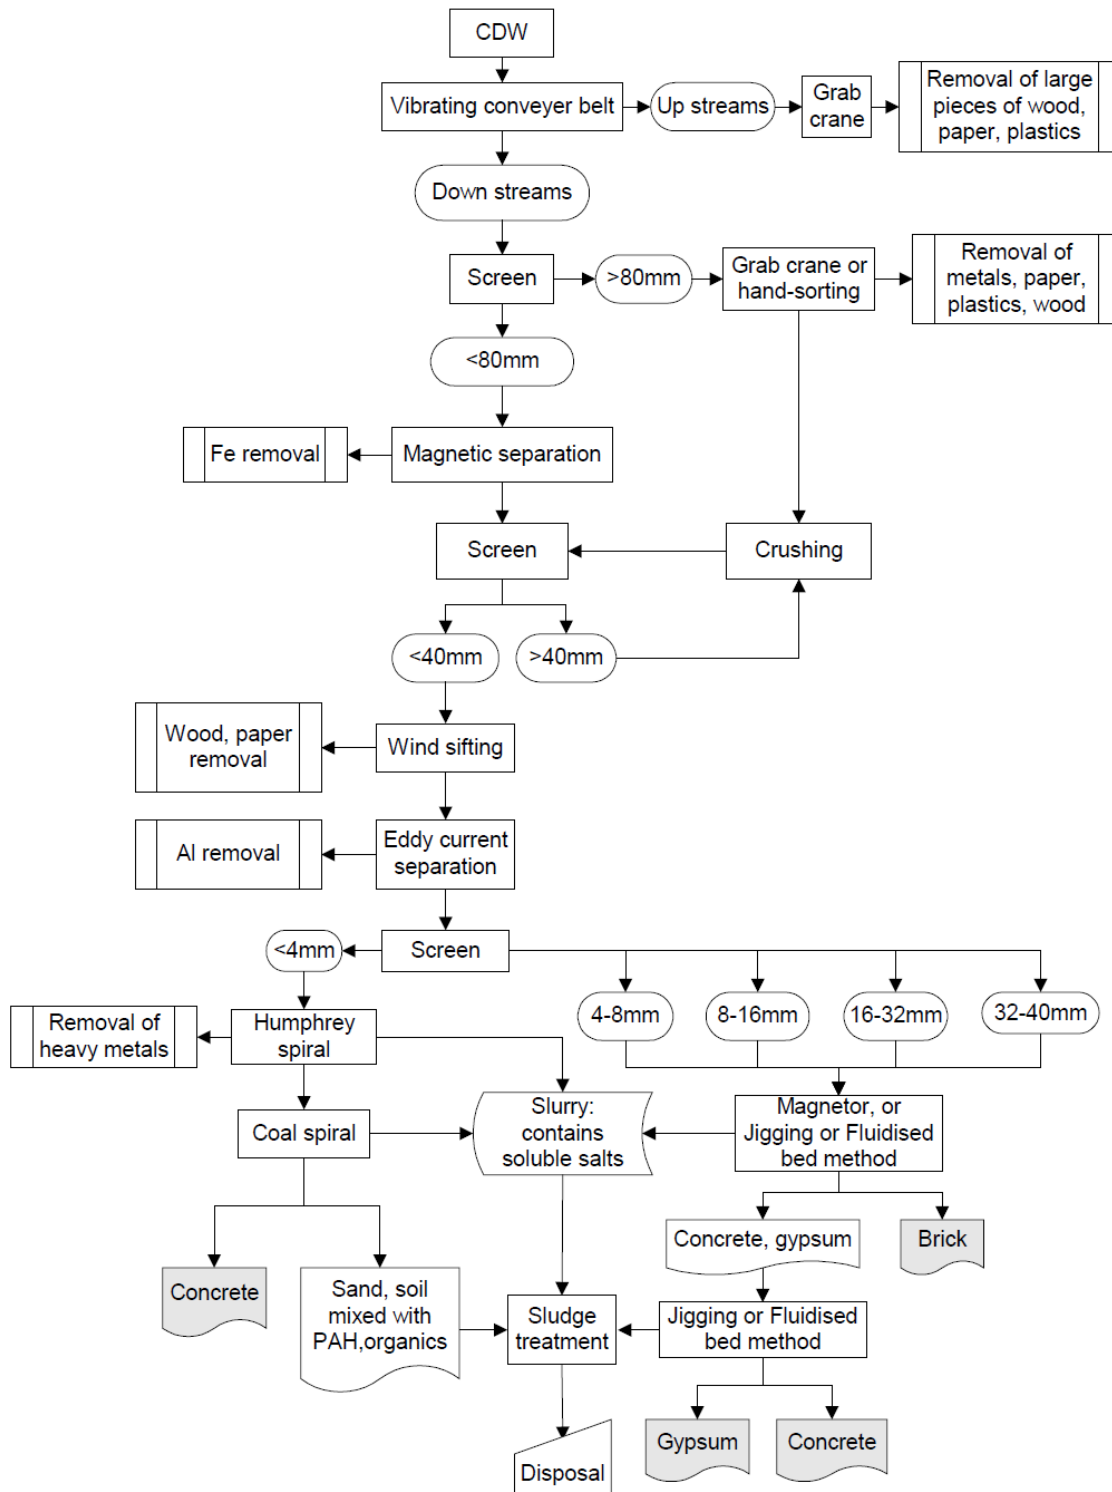 CDW
Vibrating conveyer belt
Up streams
Grab
crane
Removal of large
pieces of wood,
paper, plastics
Down streams
Screen
>80mm
Grab crane or
hand-sorting
Removal of
metals, paper,
plastics, wood
<80mm
Fe removal
Magnetic separation
Screen
Crushing
<40mm
>40mm
Wood, paper
removal
Wind sifting
Al removal
Eddy current
separation
<4mm
Screen
4-8mm
8-16mm
16-32mm
32-40mm
Removal of
heavy metals
Humphrey
spiral
Coal spiral
Slurry:
contains
soluble salts
Magnetor, or
Jigging or Fluidised
bed method
Concrete, gypsum
Brick
Concrete
Sand, soil
mixed with
PAH,organics
Sludge
treatment
Jigging or Fluidised
bed method
Gypsum
Concrete
Disposal